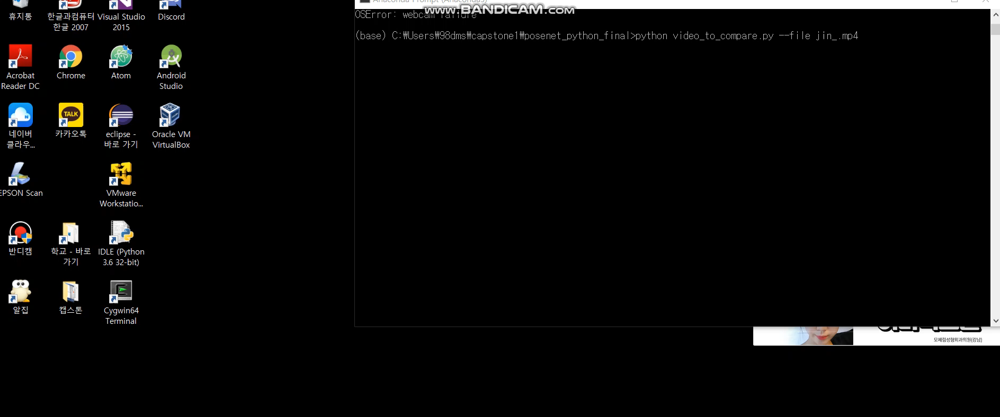 Anaconda Prompt (Anaconda3)
www.BANDICAM.com
OSError: webcam failure
(base) C:₩Users₩98dms₩capstone1₩posenet_python_final>python video_to_compare.py --file jin_.mp4
휴지통
한글과컴퓨터
한글 2007
Visual Studio
2015
Discord
Acrobat
Reader DC
Chrome
Atom
Android
Studio
네이버
클라우...
TALK
카카오톡
eclipse -
바로 가기
Oracle VM
VirtualBox
EPSON Scan
VMware
Workstatio...
반디캠
학교 - 바로
가기
IDLE (Python
3.6 32-bit)
알집
캡스톤
Cygwin64
Terminal
모제림성형외과의원(강남)